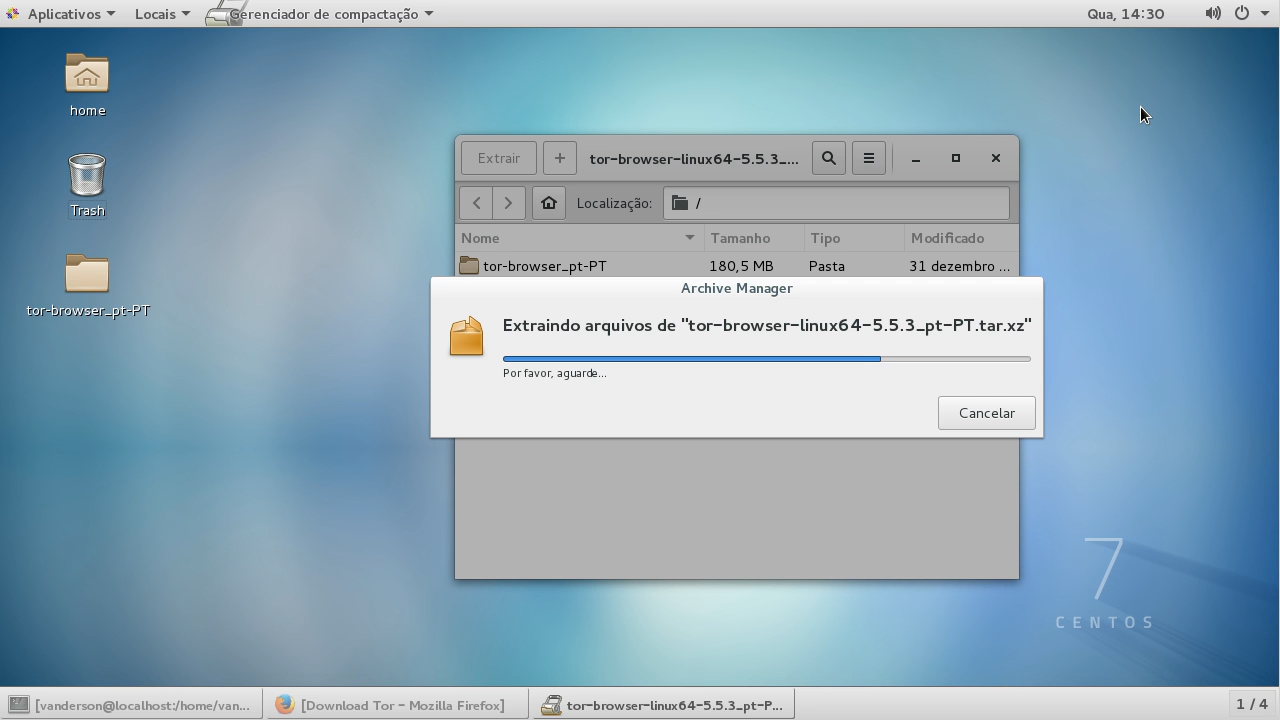 Aplicativos Locais Gerenciador de compactação Qua, 14:30
home
Trash
tor-browser_pt-PT
Extrair + tor-browser-linux64-5.5.3_...
Localização: /
Nome Tamanho Tipo Modificado
tor-browser_pt-PT 180,5 MB Pasta 31 dezembro ...
Archive Manager
Extraindo arquivos de "tor-browser-linux64-5.5.3_pt-PT.tar.xz"
Por favor, aguarde...
Cancelar
7
CENTOS
[vanderson@localhost:/home/van... [Download Tor - Mozilla Firefox] tor-browser-linux64-5.5.3_pt-P... 1 / 4